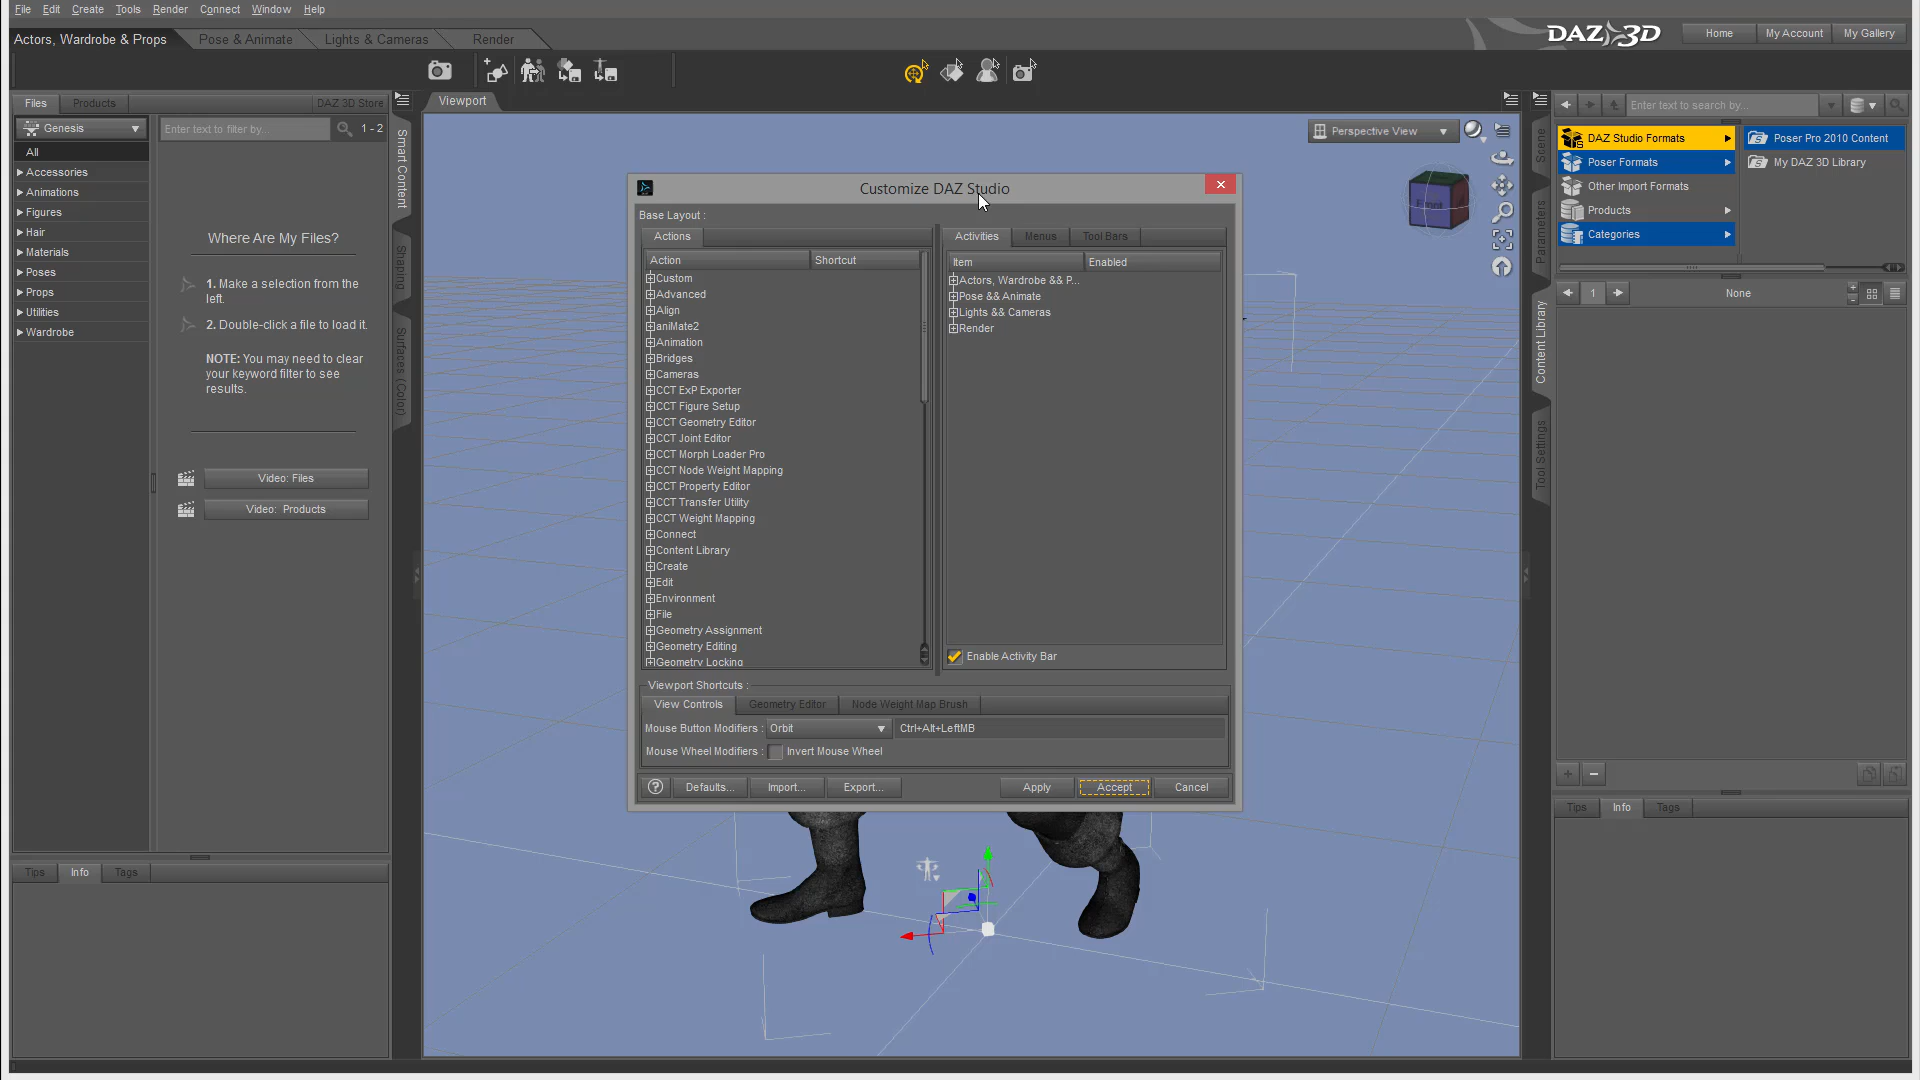 File Edit Create Tools Render Connect Window Help
Actors, Wardrobe & Props Pose & Animate Lights & Cameras Render
DAZ 3D Home My Account My Gallery
Files Products DAZ 3D Store
Genesis
Enter text to filter by... 1 - 2
All
Accessories
Animations
Figures
Hair
Materials
Poses
Props
Utilities
Wardrobe
Where Are My Files?
1. Make a selection from the
left.
2. Double-click a file to load it.
NOTE: You may need to clear
your keyword filter to see
results.
Video: Files
Video: Products
Tips Info Tags
Smart Content
Shaping
Surfaces (Color)
Viewport
Perspective View
Front
Customize DAZ Studio
Base Layout :
Actions
Action Shortcut
Custom
Advanced
Align
aniMate2
Animation
Bridges
Cameras
CCT ExP Exporter
CCT Figure Setup
CCT Geometry Editor
CCT Joint Editor
CCT Morph Loader Pro
CCT Node Weight Mapping
CCT Property Editor
CCT Transfer Utility
CCT Weight Mapping
Connect
Content Library
Create
Edit
Environment
File
Geometry Assignment
Geometry Editing
Geometry Locking
Activities Menus Tool Bars
Item Enabled
Actors, Wardrobe && P...
Pose && Animate
Lights && Cameras
Render
Enable Activity Bar
Viewport Shortcuts :
View Controls Geometry Editor Node Weight Map Brush
Mouse Button Modifiers : Orbit Ctrl+Alt+LeftMB
Mouse Wheel Modifiers : Invert Mouse Wheel
? Defaults... Import... Export... Apply Accept Cancel
Scene
Parameters
Content Library
Tool Settings
Enter text to search by...
DAZ Studio Formats
Poser Formats
Other Import Formats
Products
Categories
Poser Pro 2010 Content
My DAZ 3D Library
1 None
Tips Info Tags